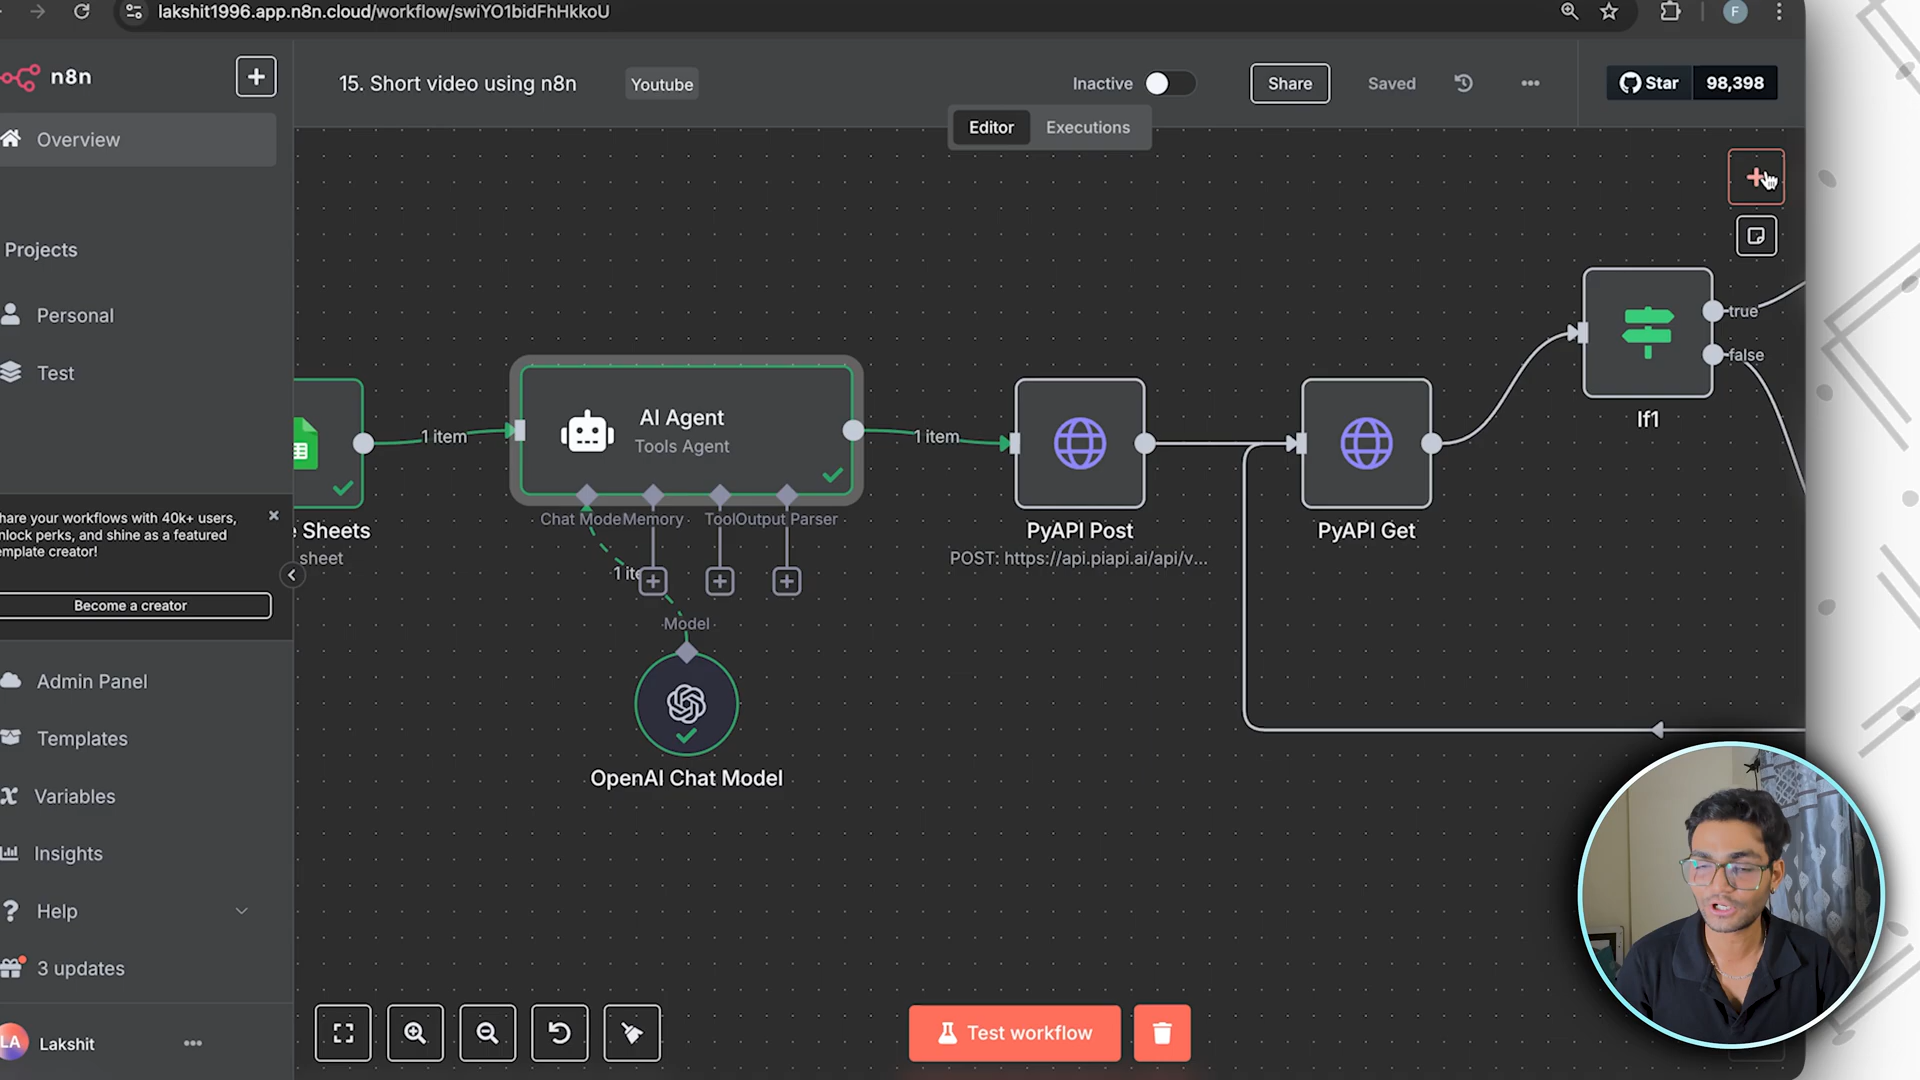 lakshit1996.app.n8n.cloud/workflow/swiYO1bidFhHkkoU
F
n8n
15. Short video using n8n
Youtube
Inactive
Share
Saved
Star
98,398
Editor
Executions
Overview
Projects
Personal
Test
hare your workflows with 40k+ users,
nlock perks, and shine as a featured
emplate creator!
Become a creator
Admin Panel
Templates
Variables
Insights
Help
3 updates
LA
Lakshit
e Sheets
sheet
1 item
AI Agent
Tools Agent
Chat Mode
Memory
Tool
Output Parser
1 ite
Model
OpenAI Chat Model
1 item
PyAPI Post
POST: https://api.piapi.ai/api/v...
PyAPI Get
true
false
If1
Test workflow